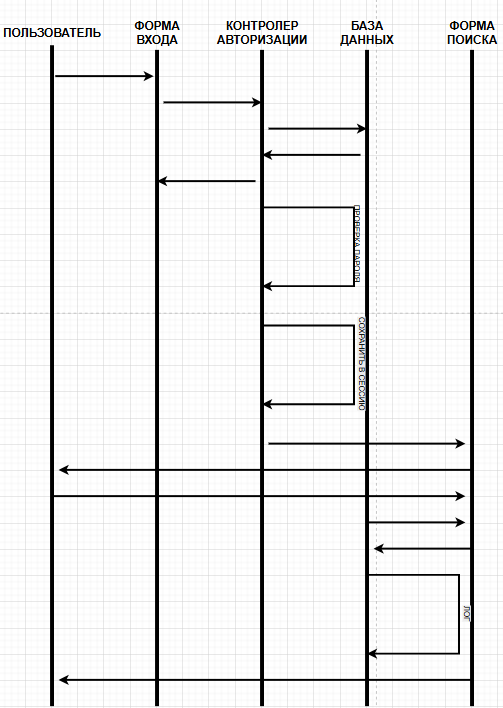 ПОЛЬЗОВАТЕЛЬ
ФОРМА
ВХОДА
КОНТРОЛЕР
АВТОРИЗАЦИИ
БАЗА
ДАННЫХ
ФОРМА
ПОИСКА
ПРОВЕРКА ПАРОЛЯ
СОХРАНИТЬ В СЕССИЮ
ЛОГ